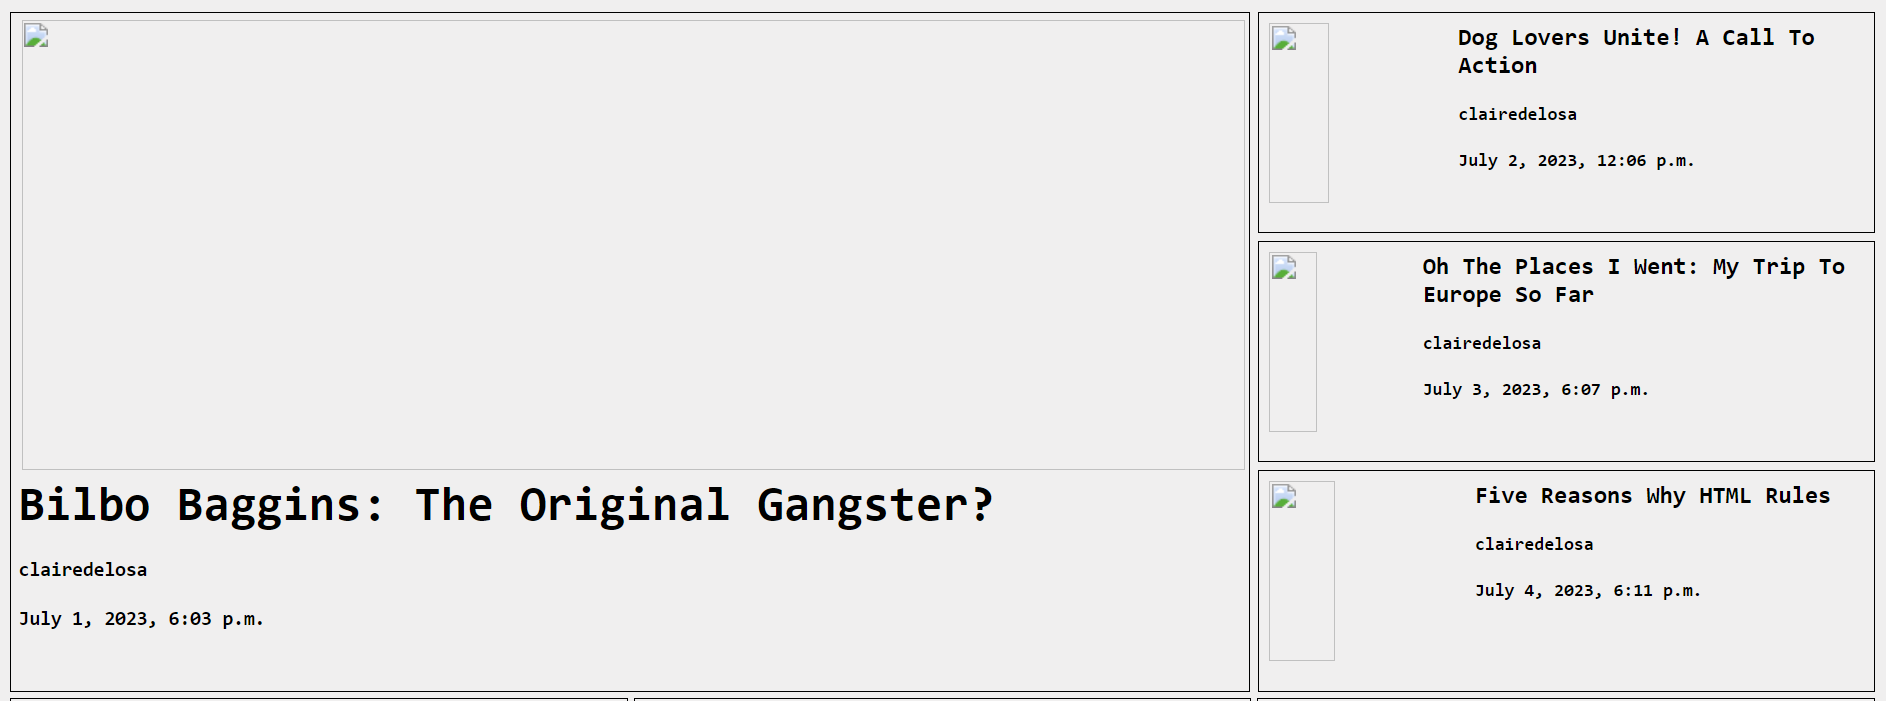 Bilbo Baggins: The Original Gangster?
clairedelosa
July 1, 2023, 6:03 p.m.
Dog Lovers Unite! A Call To
Action
clairedelosa
July 2, 2023, 12:06 p.m.
Oh The Places I Went: My Trip To
Europe So Far
clairedelosa
July 3, 2023, 6:07 p.m.
Five Reasons Why HTML Rules
clairedelosa
July 4, 2023, 6:11 p.m.